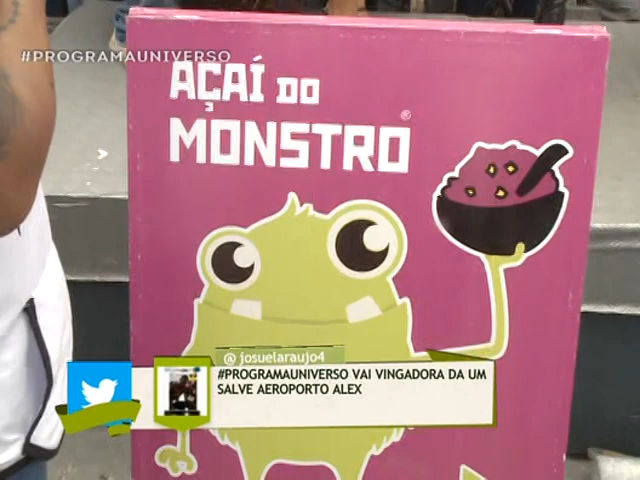 #PROGRAMAUNIVERSO
AÇAÍ DO
MONSTRO®
@ josuelaraujo4
#PROGRAMAUNIVERSO VAI VINGADORA DA UM
SALVE AEROPORTO ALEX